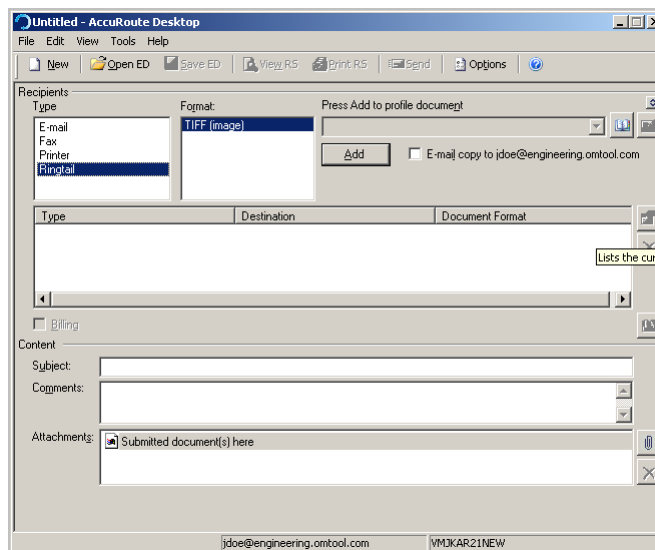 Untitled - AccuRoute Desktop
File Edit View Tools Help
New Open ED Save ED View RS Print RS Send Options
Recipients
Type Format: Press Add to profile document
E-mail TIFF (image)
Fax
Printer
Ringtail
Add E-mail copy to jdoe@engineering.omtool.com
Type Destination Document Format
Lists the cur
Billing
Content
Subject:
Comments:
Attachments: Submitted document(s) here
jdoe@engineering.omtool.com VMJKAR21NEW